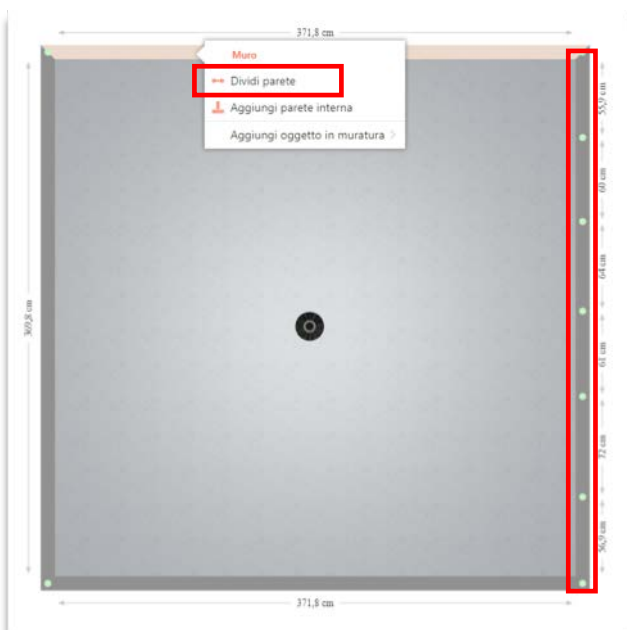 371,8 cm
Muro
Dividi parete
Aggiungi parete interna
Aggiungi oggetto in muratura
55,9 cm
60 cm
64 cm
369,8 cm
61 cm
72 cm
56,9 cm
371,8 cm